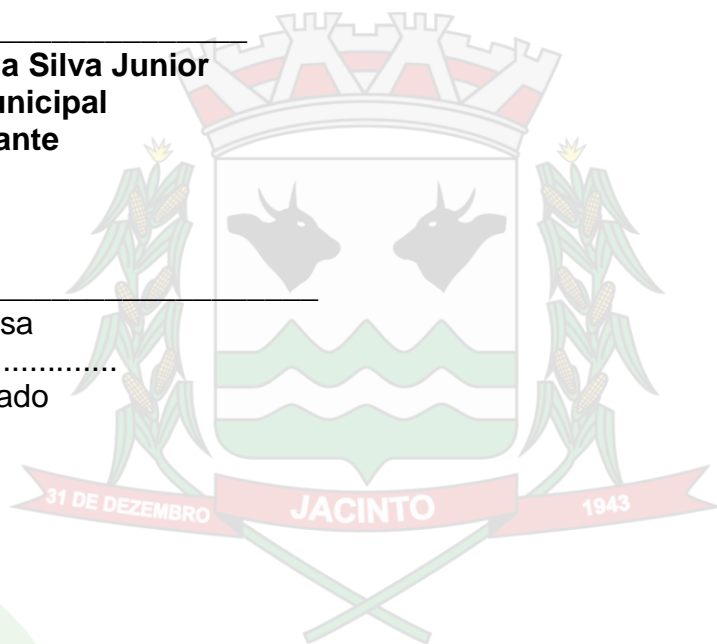 a Silva Junior
unicipal
ante
sa
..............
ado
31 DE DEZEMBRO
JACINTO
1943